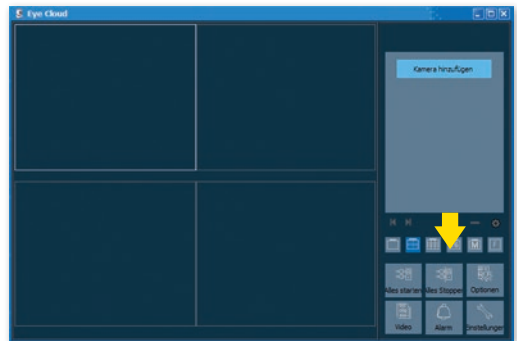 Eye Cloud
Kamera hinzufügen
M F
Alles starten Alles Stoppen Optionen
Video Alarm Einstellungen